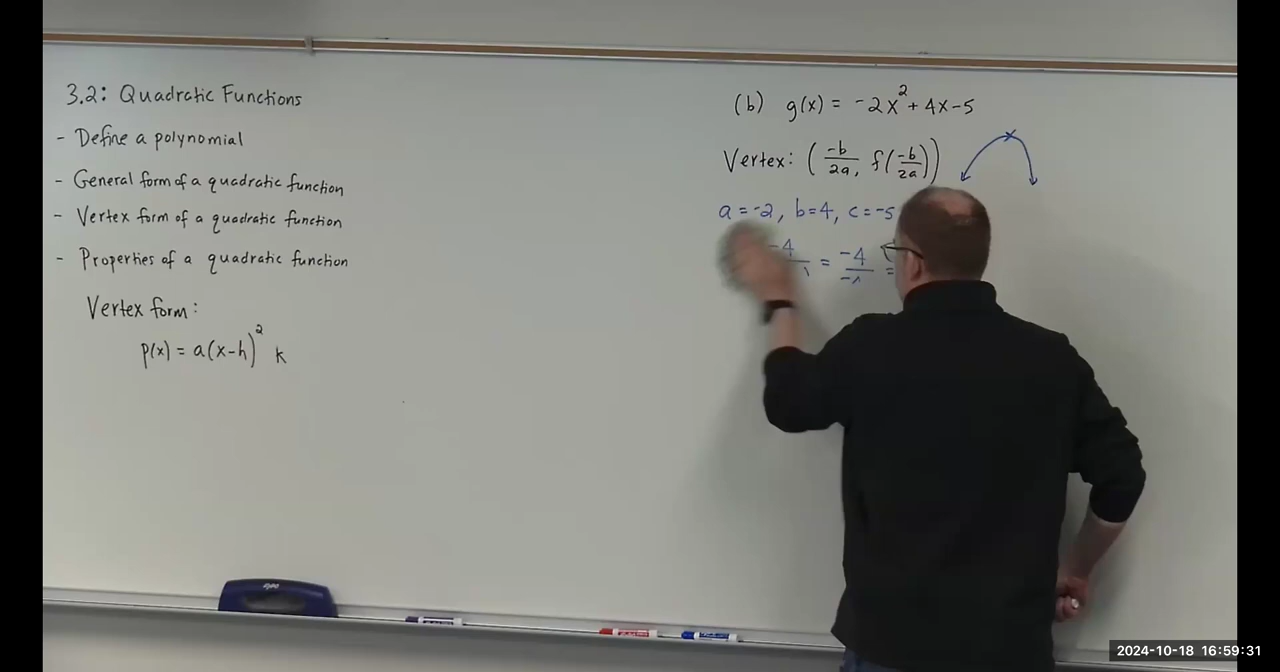 3.2: Quadratic Functions
- Define a polynomial
- General form of a quadratic function
- Vertex form of a quadratic function
- Properties of a quadratic function
Vertex form:
p(x) = a(x-h)² k
(b) g(x) = -2x² + 4x - 5
Vertex: (-b/2a, f(-b/2a))
a = -2, b = 4, c = -5
-4 = -4/ =
expo
2024-10-18 16:59:31